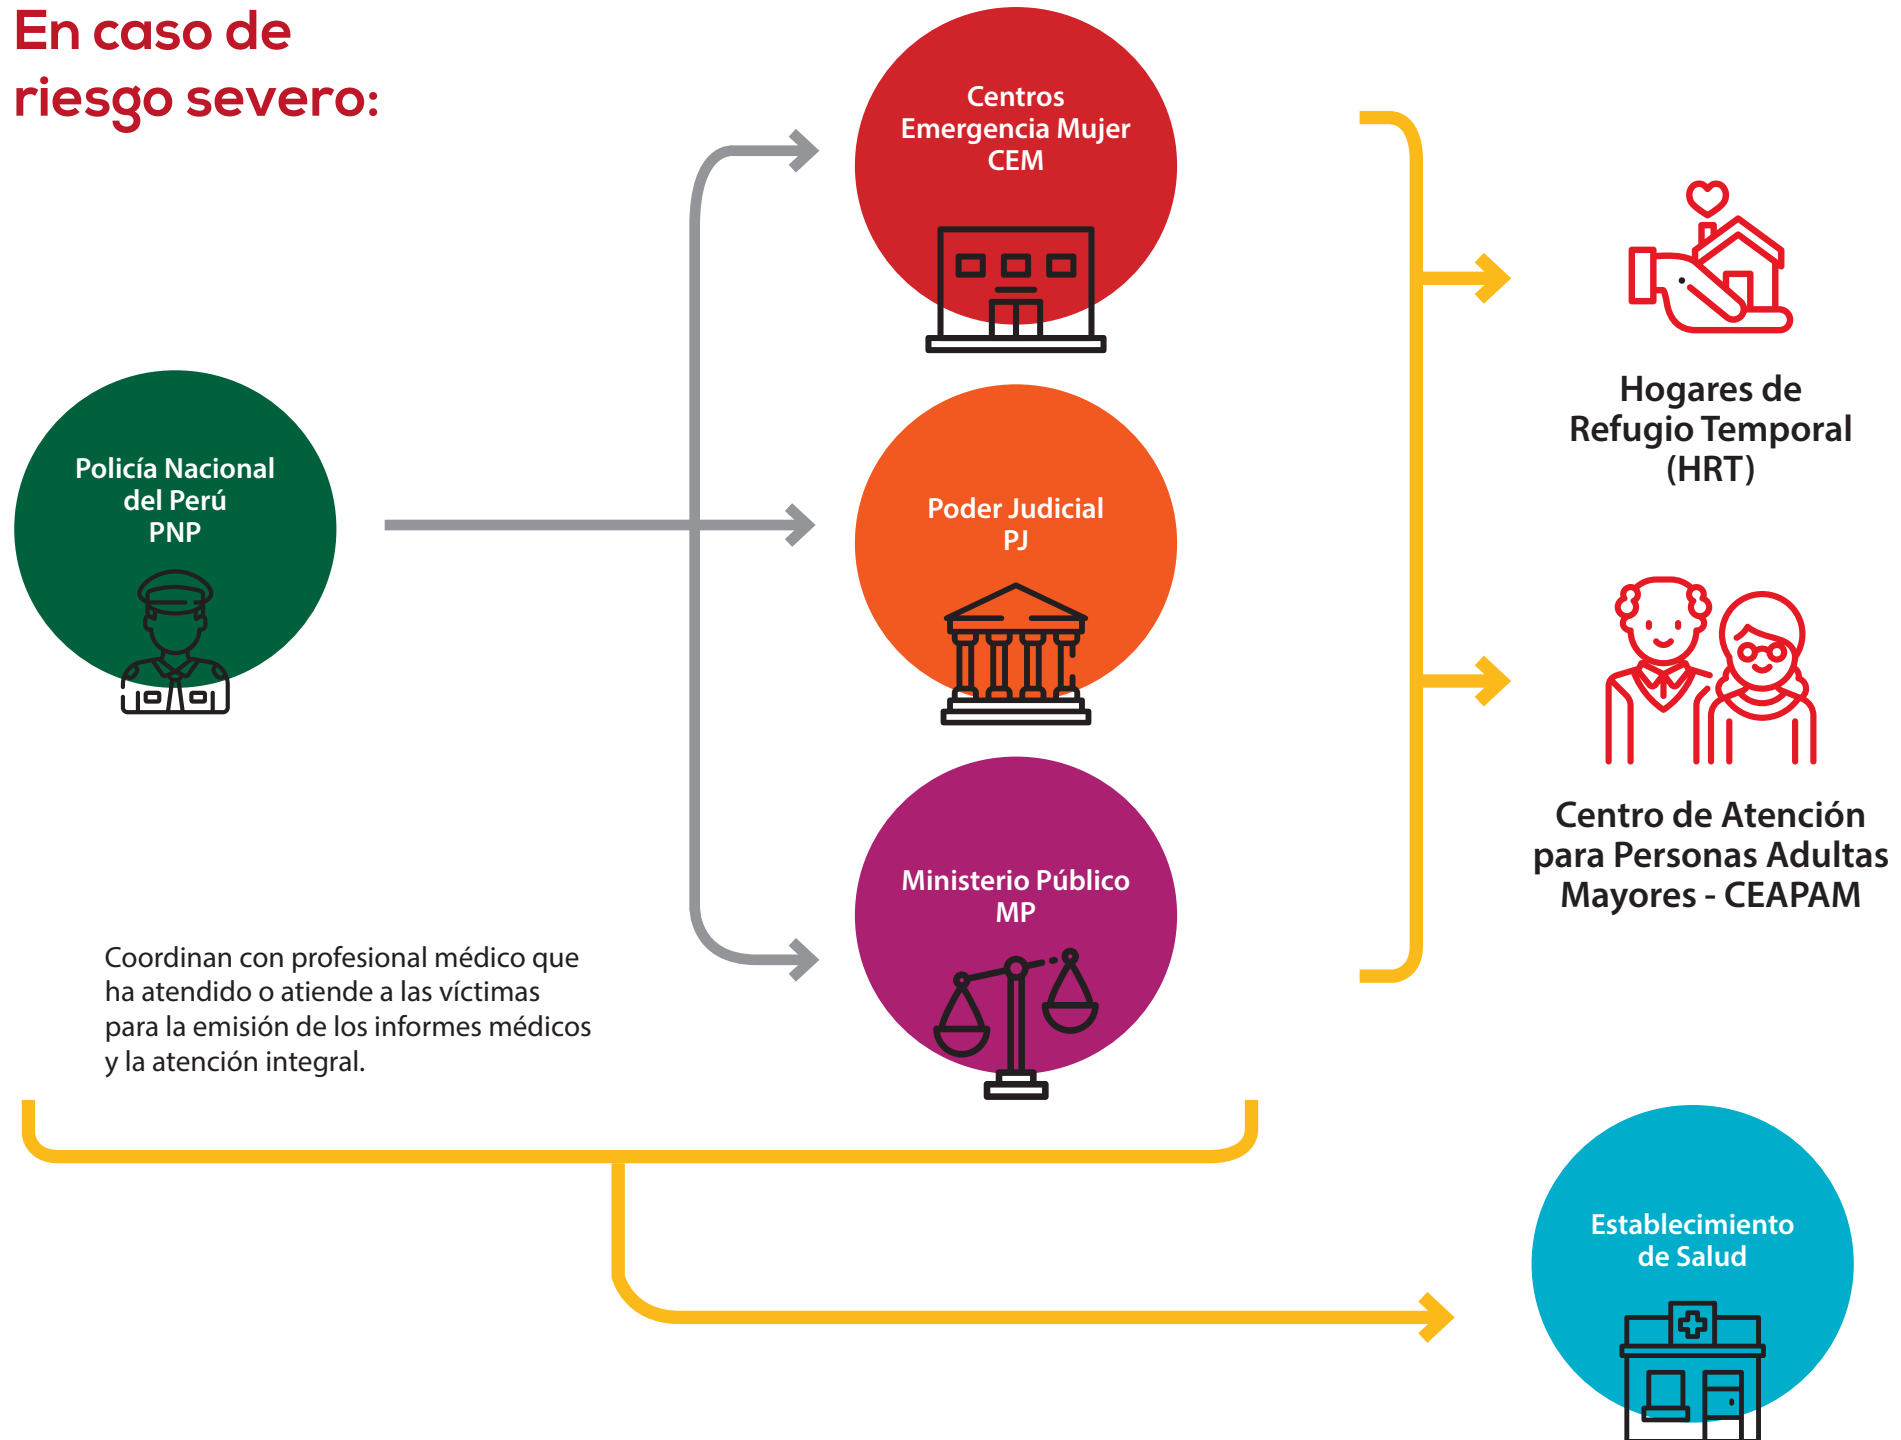 En caso de
riesgo severo:
Centros
Emergencia Mujer
CEM
Policía Nacional
del Perú
PNP
Poder Judicial
PJ
Ministerio Público
MP
Hogares de
Refugio Temporal
(HRT)
Centro de Atención
para Personas Adultas
Mayores - CEAPAM
Coordinan con profesional médico que
ha atendido o atiende a las víctimas
para la emisión de los informes médicos
y la atención integral.
Establecimiento
de Salud